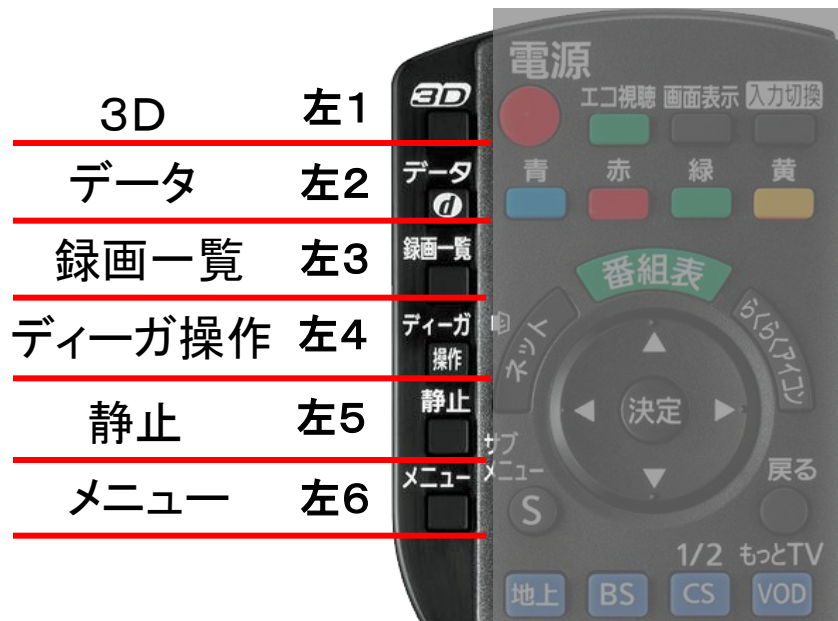 電源
3D 左1 3D
エコ視聴 画面表示 入力切換
データ 左2 データ
d
青 赤 緑 黄
録画一覧 左3 録画一覧
番組表
ディーガ操作 左4 ディーガ
操作
ネット らくらくアイコン
決定
静止 左5 静止
サブ
メニュー
メニュー 左6 メニュー
S
戻る
1/2 もっとTV
地上 BS CS VOD